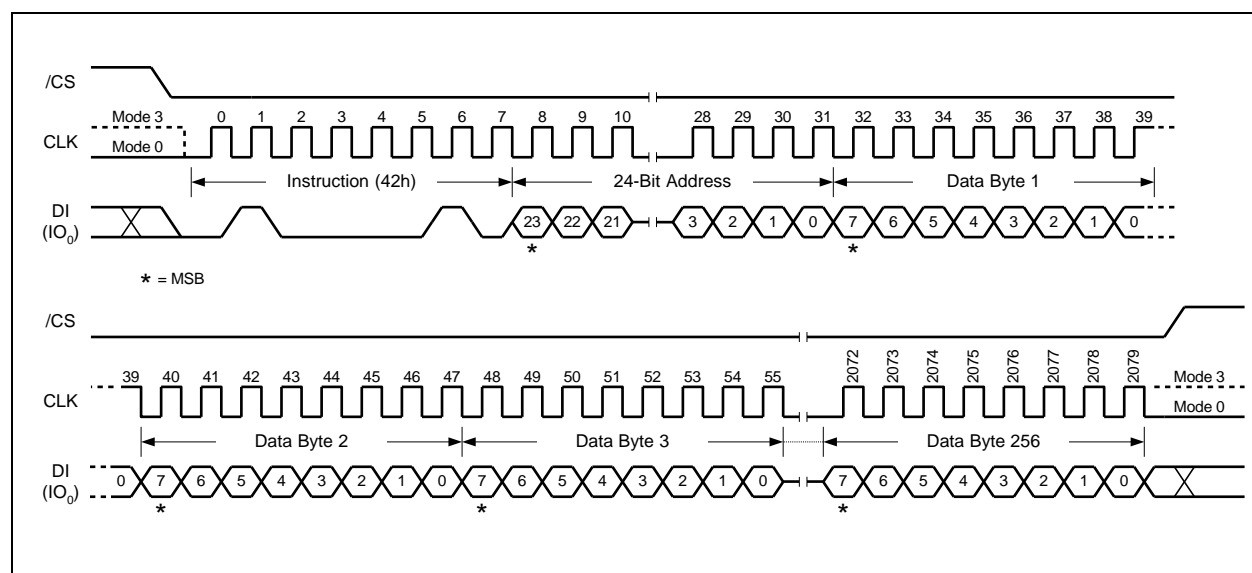 /CS
Mode 3
0 1 2 3 4 5 6 7 8 9 10 28 29 30 31 32 33 34 35 36 37 38 39
CLK
Mode 0
Instruction (42h) 24-Bit Address Data Byte 1
DI
(IO0)
23 22 21 3 2 1 0 7 6 5 4 3 2 1 0
* *
* = MSB
/CS
39 40 41 42 43 44 45 46 47 48 49 50 51 52 53 54 55 2072 2073 2074 2075 2076 2077 2078 2079
Mode 3
CLK
Mode 0
Data Byte 2 Data Byte 3 Data Byte 256
DI
(IO0)
0 7 6 5 4 3 2 1 0 7 6 5 4 3 2 1 0 7 6 5 4 3 2 1 0
* * *